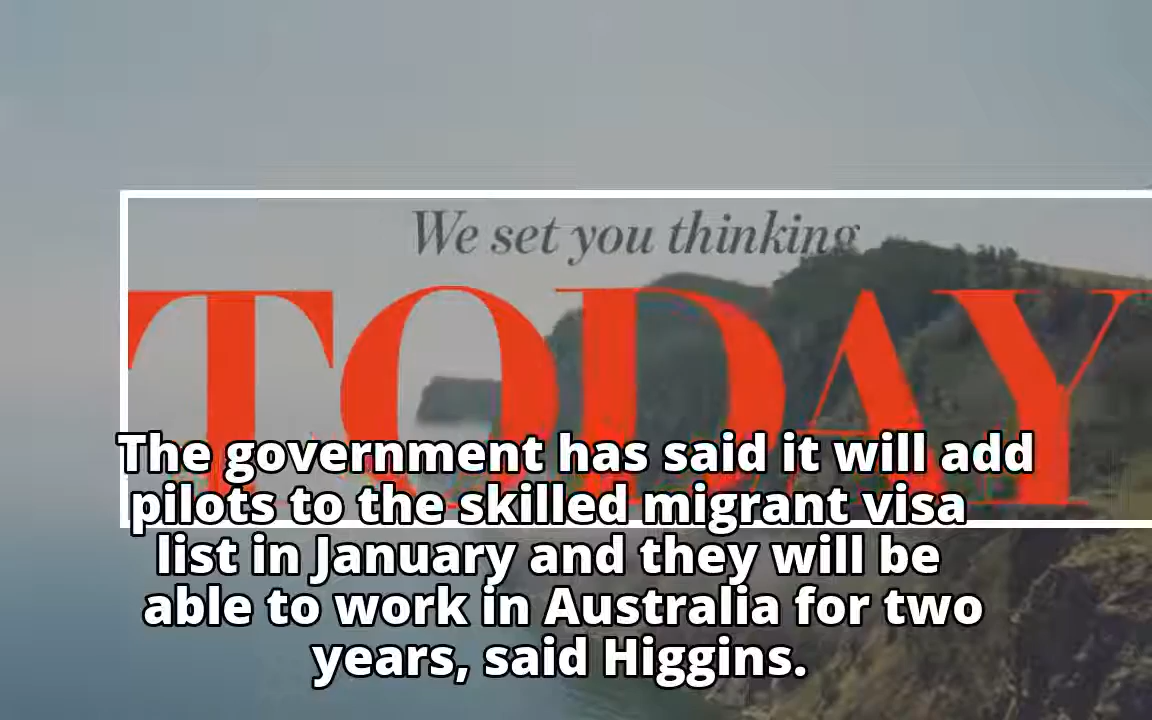 We set you thinking
TODAY
The government has said it will add
pilots to the skilled migrant visa
list in January and they will be
able to work in Australia for two
years, said Higgins.